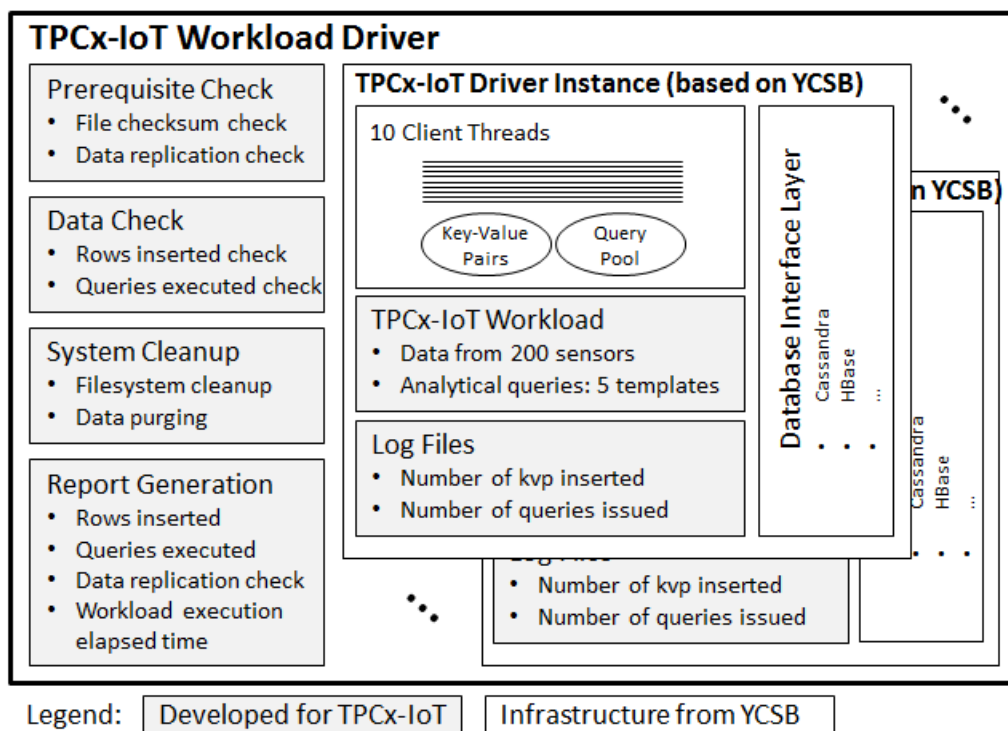 TPCx-IoT Workload Driver
Prerequisite Check
• File checksum check
• Data replication check
Data Check
• Rows inserted check
• Queries executed check
System Cleanup
• Filesystem cleanup
• Data purging
Report Generation
• Rows inserted
• Queries executed
• Data replication check
• Workload execution
elapsed time
TPCx-IoT Driver Instance (based on YCSB)
10 Client Threads
Key-Value
Pairs
Query
Pool
TPCx-IoT Workload
• Data from 200 sensors
• Analytical queries: 5 templates
Log Files
• Number of kvp inserted
• Number of queries issued
Database Interface Layer
• Cassandra
• HBase
• ...
n YCSB)
Log Files
• Number of kvp inserted
• Number of queries issued
• Cassandra
• HBase
• ...
Legend:
Developed for TPCx-IoT
Infrastructure from YCSB